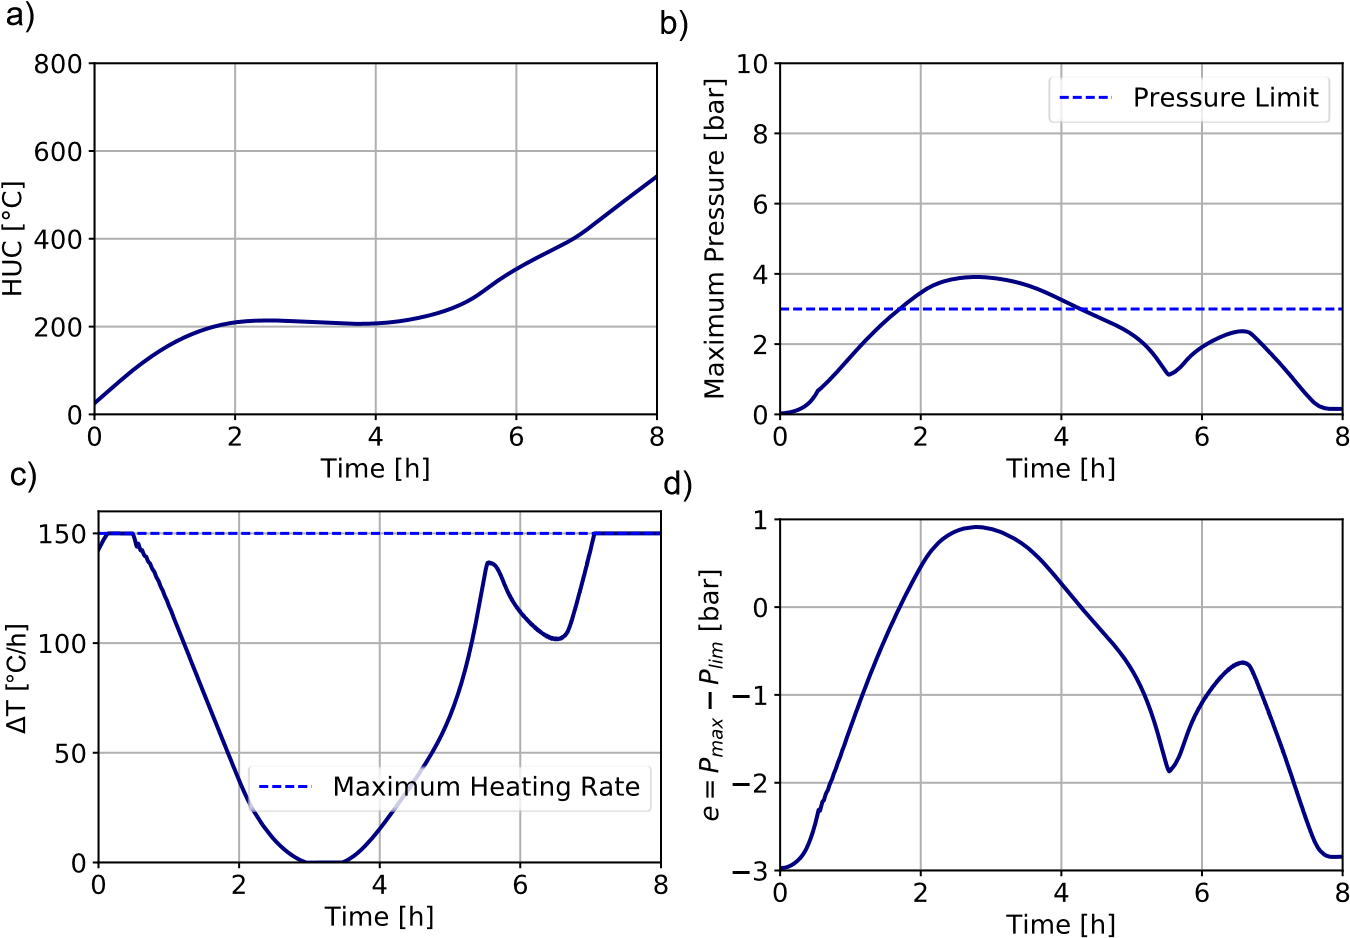 a)
800
600
400
200
0
HUC [°C]
0 2 4 6 8
Time [h]
b)
10
8
6
4
2
0
Maximum Pressure [bar]
Pressure Limit
0 2 4 6 8
Time [h]
c)
150
100
50
0
ΔT [°C/h]
Maximum Heating Rate
0 2 4 6 8
Time [h]
d)
1
0
−1
−2
−3
e = Pmax − Plim [bar]
0 2 4 6 8
Time [h]